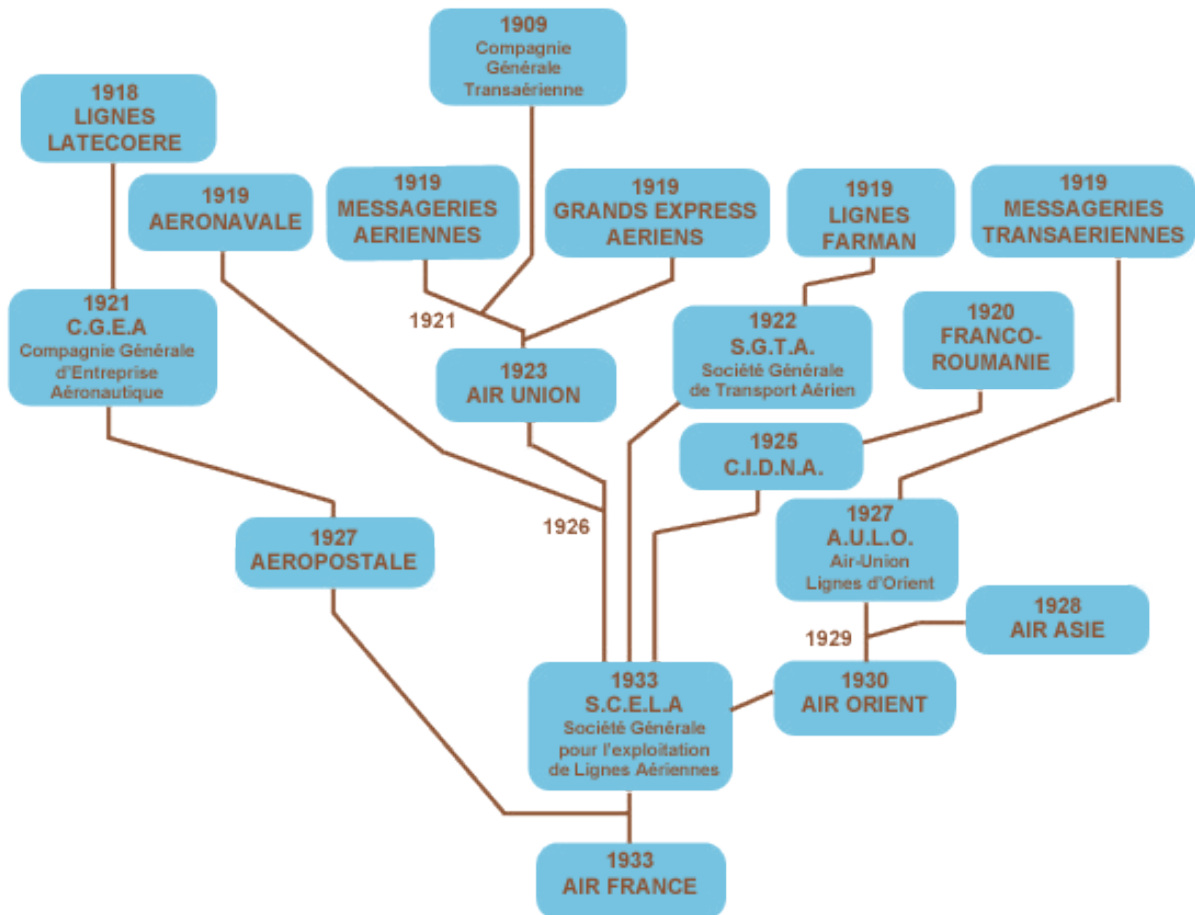 1909
Compagnie
Générale
Transaérienne
1918
LIGNES
LATECOERE
1919
AERONAVALE
1919
MESSAGERIES
AERIENNES
1919
GRANDS EXPRESS
AERIENS
1919
LIGNES
FARMAN
1919
MESSAGERIES
TRANSAERIENNES
1921
C.G.E.A
Compagnie Générale
d'Entreprise
Aéronautique
1921
1922
S.G.T.A.
Société Générale
de Transport Aérien
1920
FRANCO-
ROUMANIE
1923
AIR UNION
1925
C.I.D.N.A.
1926
1927
AEROPOSTALE
1927
A.U.L.O.
Air-Union
Lignes d'Orient
1928
AIR ASIE
1929
1933
S.C.E.L.A
Société Générale
pour l'exploitation
de Lignes Aériennes
1930
AIR ORIENT
1933
AIR FRANCE